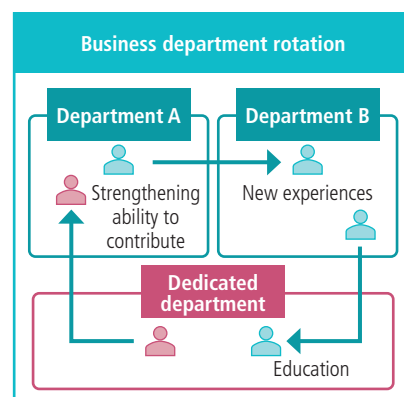 Business department rotation
Department A
Department B
Strengthening
ability to
contribute
New experiences
Dedicated
department
Education